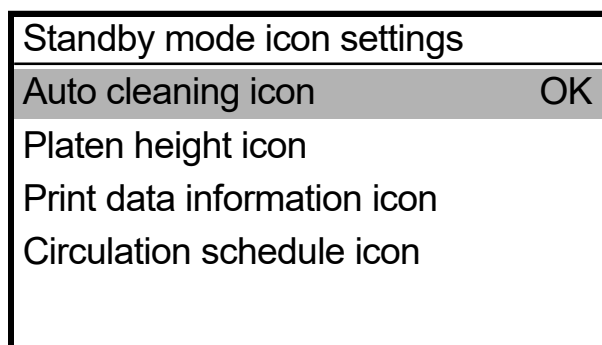 Standby mode icon settings
Auto cleaning icon OK
Platen height icon
Print data information icon
Circulation schedule icon